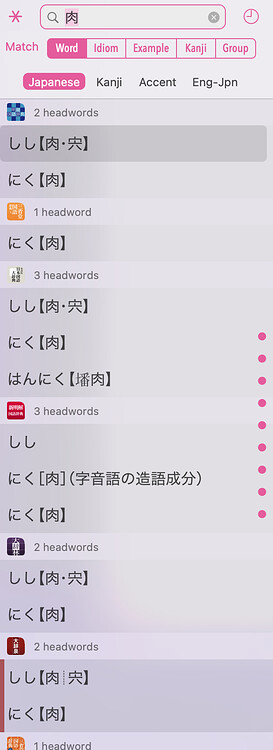 肉
Match Word Idiom Example Kanji Group
Japanese Kanji Accent Eng-Jpn
2 headwords
しし【肉・宍】
にく【肉】
1 headword
にく【肉】
3 headwords
しし【肉・宍】
にく【肉】
はんにく【墦肉】
3 headwords
しし
にく[肉](字音語の造語成分)
にく【肉】
2 headwords
しし【肉・宍】
にく【肉】
2 headwords
しし【肉┊宍】
にく【肉】
1 headword